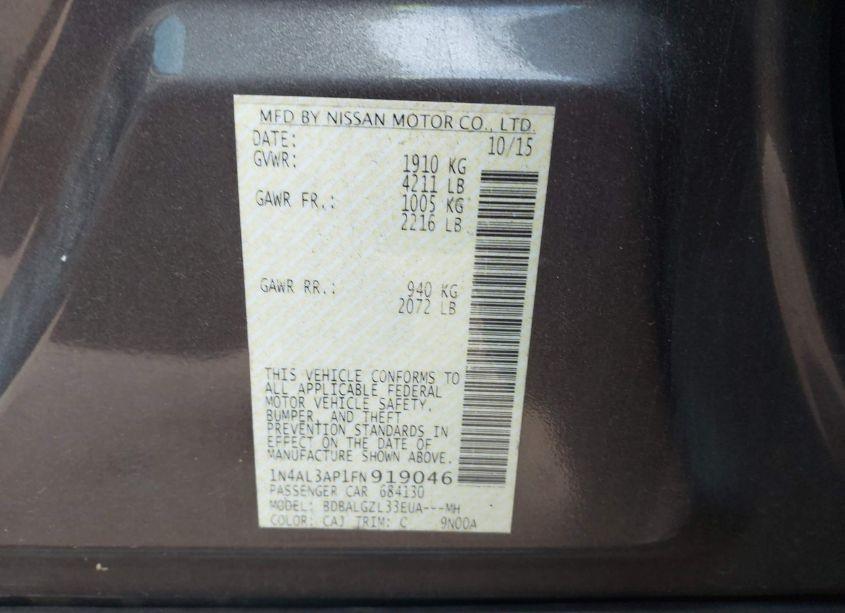 MFD BY NISSAN MOTOR CO., LTD.
DATE: 10/15
GVWR: 1910 KG
4211 LB
GAWR FR.: 1005 KG
2216 LB
GAWR RR.: 940 KG
2072 LB
THIS VEHICLE CONFORMS TO
ALL APPLICABLE FEDERAL
MOTOR VEHICLE SAFETY,
BUMPER, AND THEFT
PREVENTION STANDARDS IN
EFFECT ON THE DATE OF
MANUFACTURE SHOWN ABOVE.
1N4AL3AP1FN919046
PASSENGER CAR 684130
MODEL: BDBALGZL33EUA---MH
COLOR: CAJ TRIM: C 9N00A